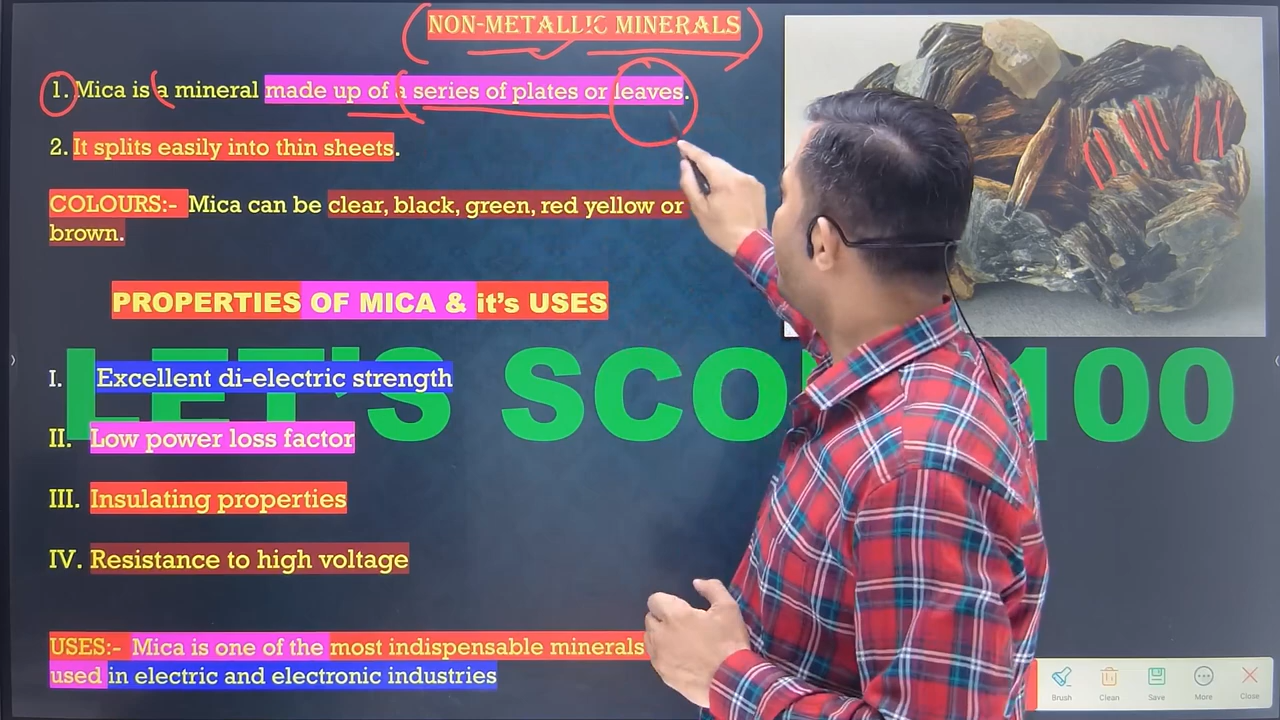 NON-METALLIC MINERALS
1. Mica is a mineral made up of a series of plates or leaves.
2. It splits easily into thin sheets.
COLOURS:- Mica can be clear, black, green, red yellow or
brown.
PROPERTIES OF MICA & it's USES
LET'S SCO 100
I. Excellent di-electric strength
II. Low power loss factor
III. Insulating properties
IV. Resistance to high voltage
USES:- Mica is one of the most indispensable minerals
used in electric and electronic industries
Brush Clean Save More Close